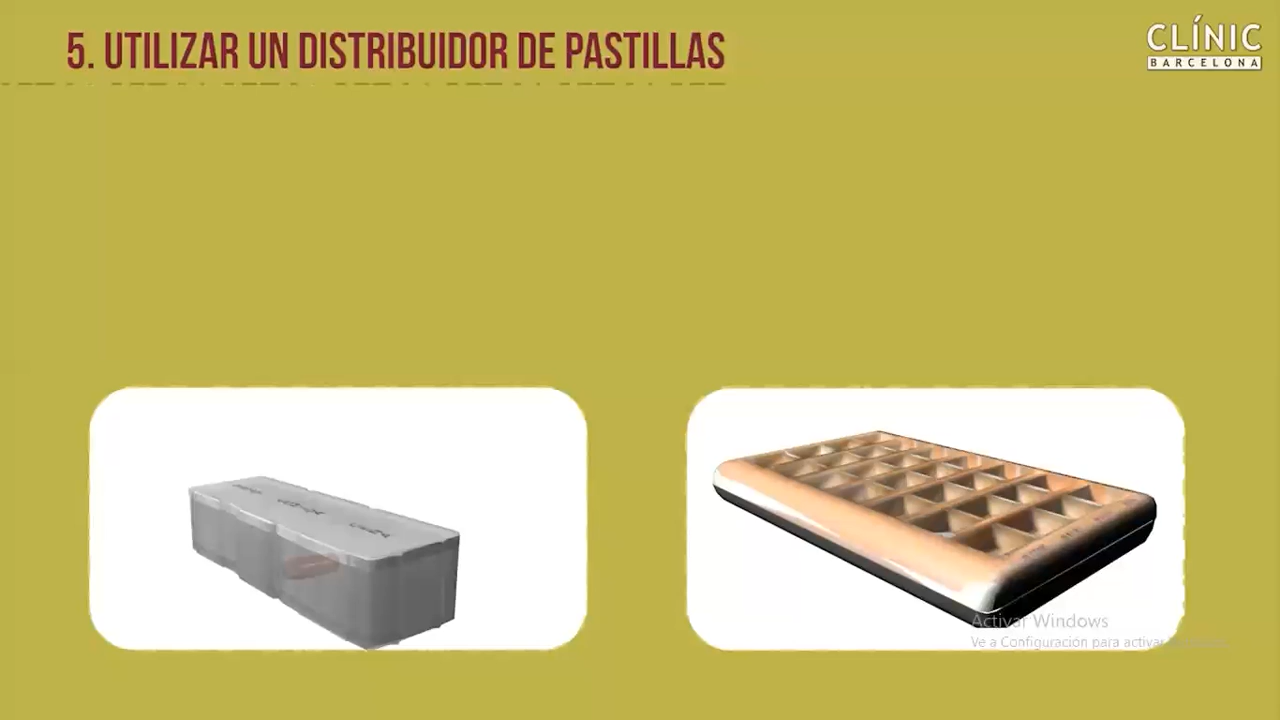 5. UTILIZAR UN DISTRIBUIDOR DE PASTILLAS
CLÍNIC
BARCELONA
Activar Windows
Ve a Configuración para activar